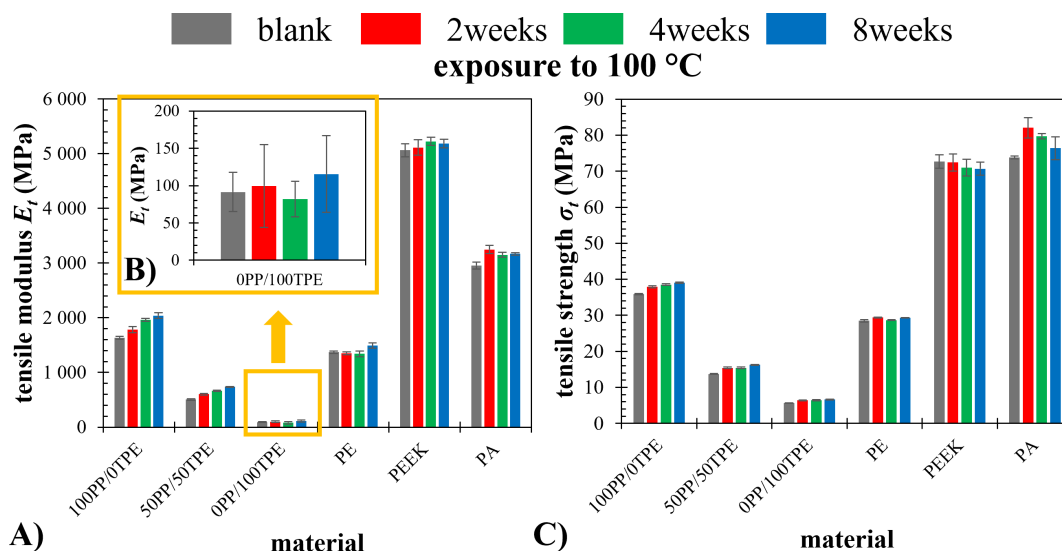 blank 2weeks 4weeks 8weeks
exposure to 100 °C
tensile modulus Et (MPa)
6 000
5 000
4 000
3 000
2 000
1 000
0
B)
Et (MPa)
200
150
100
50
0
0PP/100TPE
100PP/0TPE
50PP/50TPE
0PP/100TPE
PE
PEEK
PA
A)
material
tensile strength σt (MPa)
90
80
70
60
50
40
30
20
10
0
100PP/0TPE
50PP/50TPE
0PP/100TPE
PE
PEEK
PA
C)
material